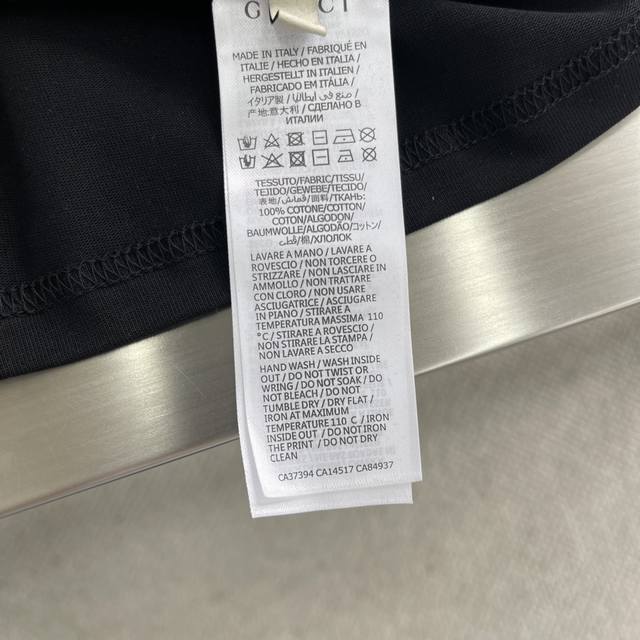 GUCCI
MADE IN ITALY / FABRIQUÉ EN
ITALIE / HECHO EN ITALIA /
HERGESTELLT IN ITALIEN /
FABRICADO EM ITÁLIA /
イタリア製 / صنع في ايطاليا /
产地:意大利 / СДЕЛАНО В
ИТАЛИИ
TESSUTO/FABRIC/TISSU/
TEJIDO/GEWEBE/TECIDO/
表地/قماش/面料/ТКАНЬ:
100% COTONE/COTTON/
COTON/ALGODON/
BAUMWOLLE/ALGODÃO/コットン/
قطن/棉/ХЛОПОК
LAVARE A MANO / LAVARE A
ROVESCIO / NON TORCERE O
STRIZZARE / NON LASCIARE IN
AMMOLLO / NON TRATTARE
CON CLORO / NON USARE
ASCIUGATRICE / ASCIUGARE
IN PIANO / STIRARE A
TEMPERATURA MASSIMA 110
°C / STIRARE A ROVESCIO /
NON STIRARE LA STAMPA /
NON LAVARE A SECCO
HAND WASH / WASH INSIDE
OUT / DO NOT TWIST OR
WRING / DO NOT SOAK / DO
NOT BLEACH / DO NOT
TUMBLE DRY / DRY FLAT /
IRON AT MAXIMUM
TEMPERATURE 110 C / IRON
INSIDE OUT / DO NOT IRON
THE PRINT / DO NOT DRY
CLEAN
CA37394 CA14517 CA84937